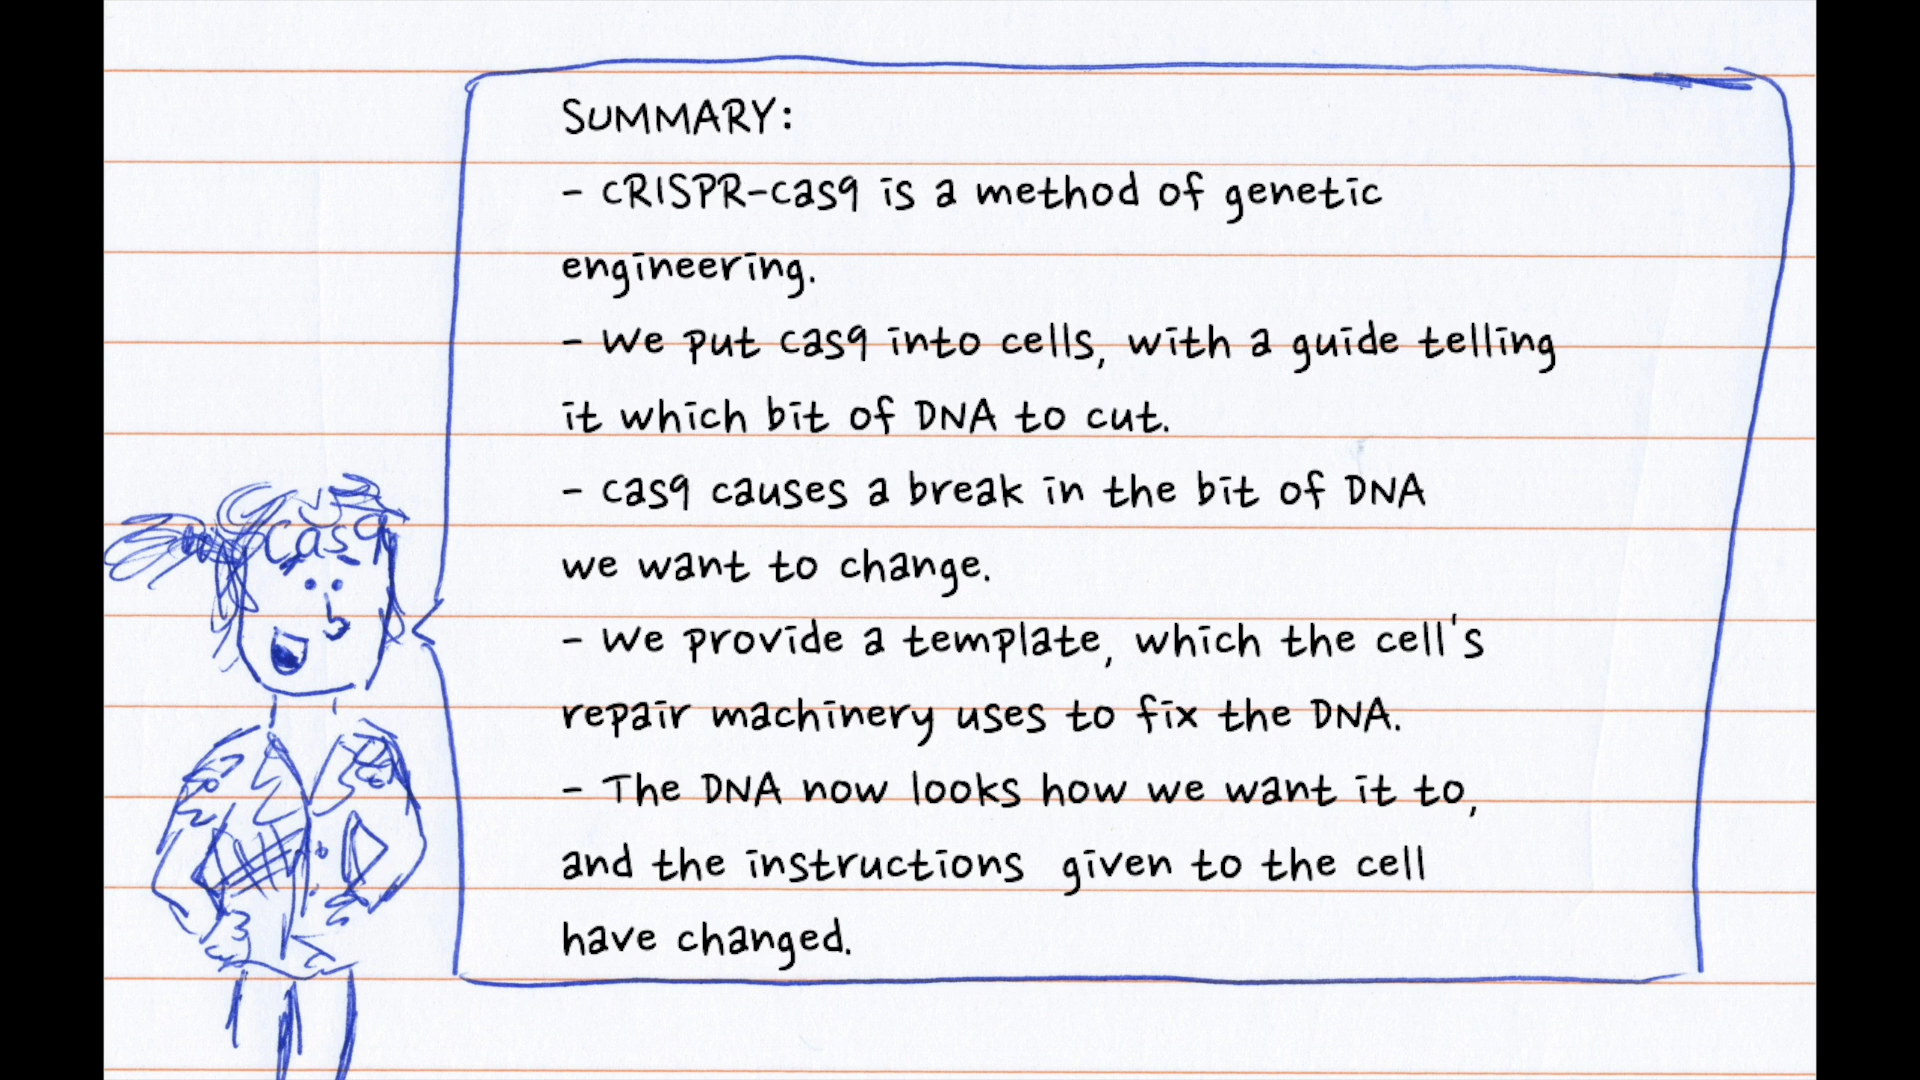 SUMMARY:
- CRISPR-cas9 is a method of genetic
engineering.
- We put cas9 into cells, with a guide telling
it which bit of DNA to cut.
- cas9 causes a break in the bit of DNA
we want to change.
- We provide a template, which the cell's
repair machinery uses to fix the DNA.
- The DNA now looks how we want it to,
and the instructions given to the cell
have changed.
Cas9